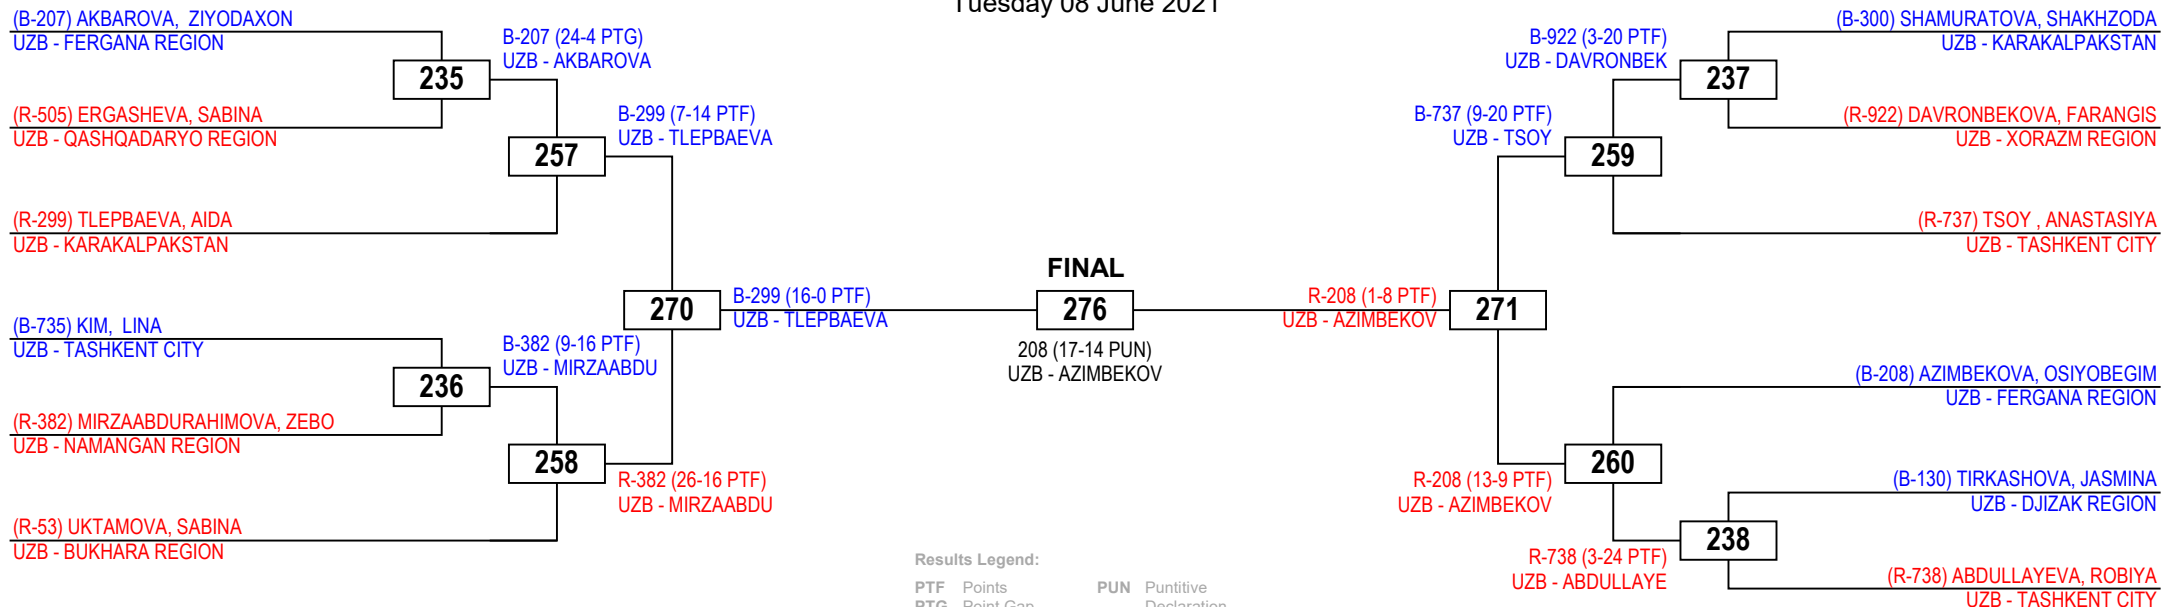 Tuesday 08 June 2021
(B-207) AKBAROVA, ZIYODAXON
UZB - FERGANA REGION
B-207 (24-4 PTG)
UZB - AKBAROVA
235
(R-505) ERGASHEVA, SABINA
UZB - QASHQADARYO REGION
B-299 (7-14 PTF)
UZB - TLEPBAEVA
257
(R-299) TLEPBAEVA, AIDA
UZB - KARAKALPAKSTAN
270
B-299 (16-0 PTF)
UZB - TLEPBAEVA
(B-735) KIM, LINA
UZB - TASHKENT CITY
B-382 (9-16 PTF)
UZB - MIRZAABDU
236
(R-382) MIRZAABDURAHIMOVA, ZEBO
UZB - NAMANGAN REGION
258
R-382 (26-16 PTF)
UZB - MIRZAABDU
(R-53) UKTAMOVA, SABINA
UZB - BUKHARA REGION
FINAL
276
208 (17-14 PUN)
UZB - AZIMBEKOV
(B-300) SHAMURATOVA, SHAKHZODA
UZB - KARAKALPAKSTAN
B-922 (3-20 PTF)
UZB - DAVRONBEK
237
(R-922) DAVRONBEKOVA, FARANGIS
UZB - XORAZM REGION
B-737 (9-20 PTF)
UZB - TSOY
259
(R-737) TSOY , ANASTASIYA
UZB - TASHKENT CITY
R-208 (1-8 PTF)
UZB - AZIMBEKOV
271
(B-208) AZIMBEKOVA, OSIYOBEGIM
UZB - FERGANA REGION
260
R-208 (13-9 PTF)
UZB - AZIMBEKOV
(B-130) TIRKASHOVA, JASMINA
UZB - DJIZAK REGION
238
R-738 (3-24 PTF)
UZB - ABDULLAYE
(R-738) ABDULLAYEVA, ROBIYA
UZB - TASHKENT CITY
Results Legend:
PTF Points PUN Puntitive
PTG Point Gap Declaration